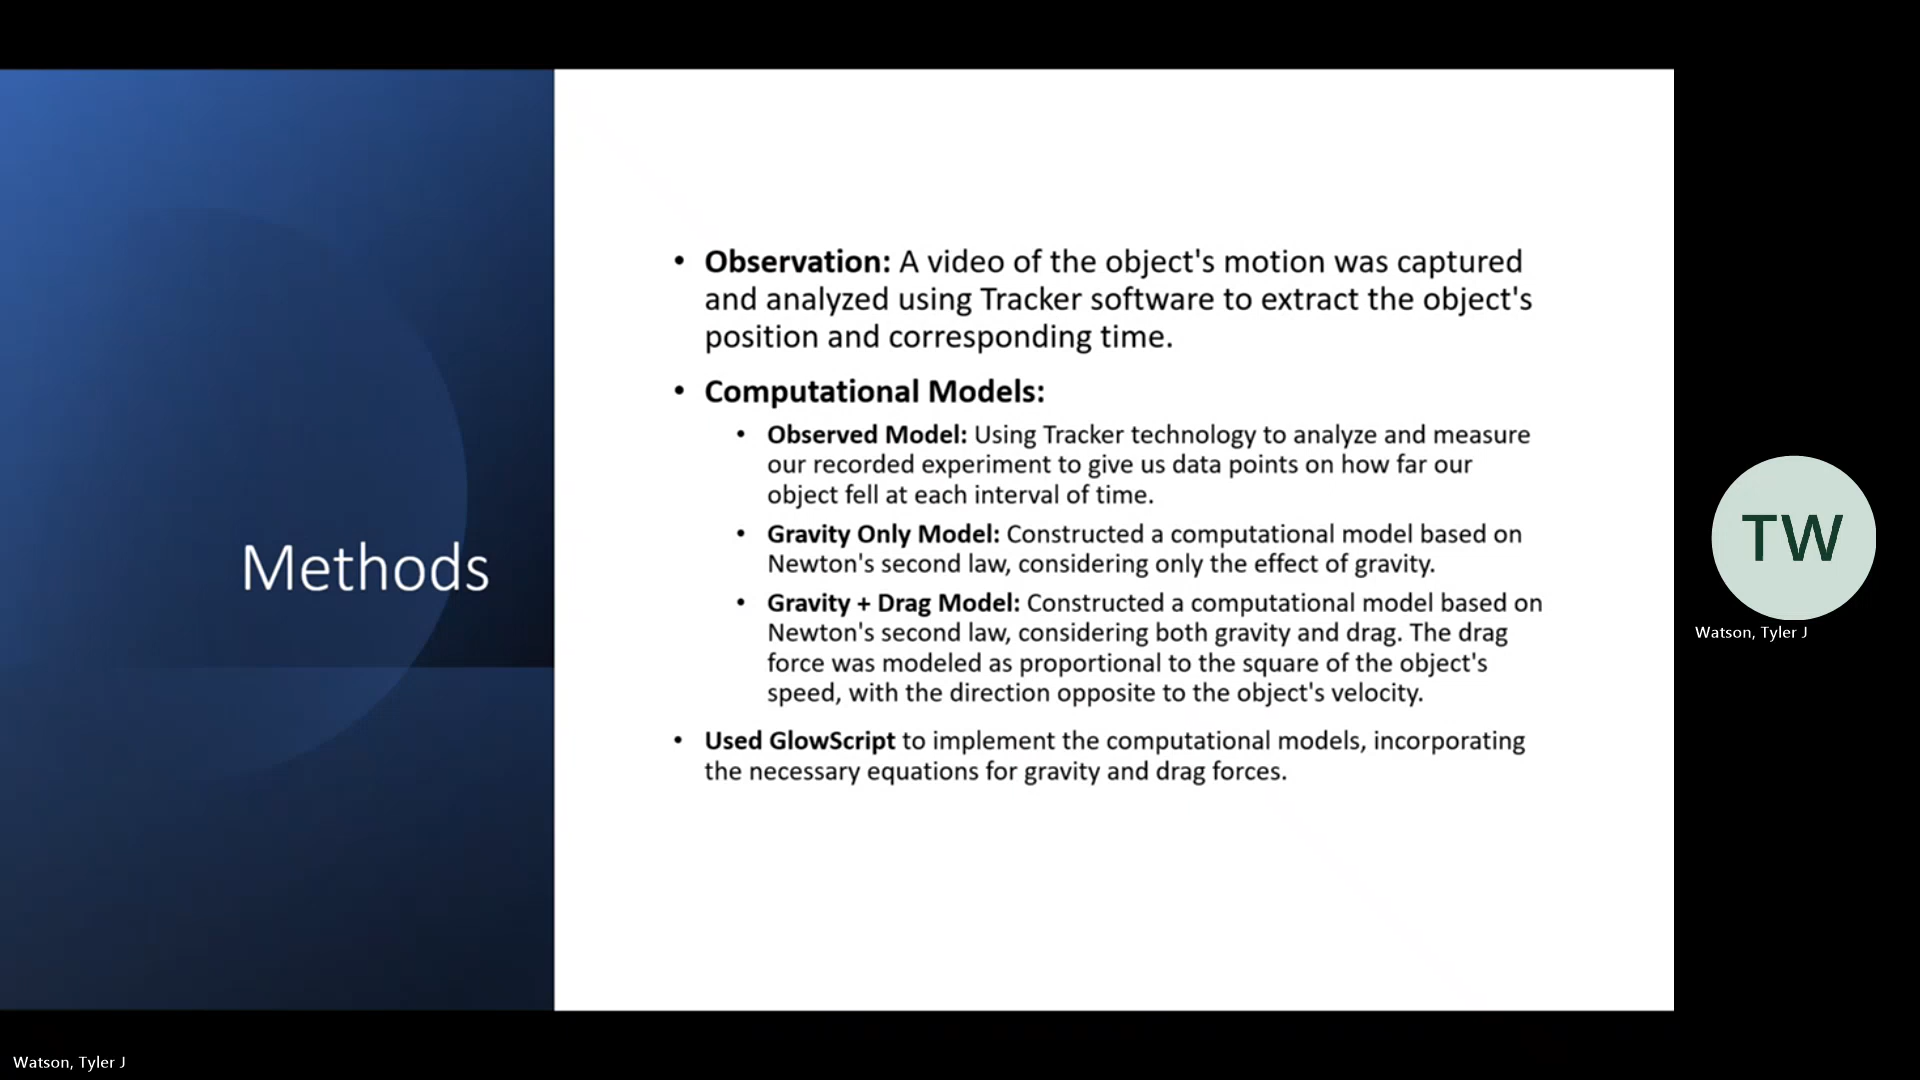 Methods
• Observation: A video of the object's motion was captured
and analyzed using Tracker software to extract the object's
position and corresponding time.
• Computational Models:
• Observed Model: Using Tracker technology to analyze and measure
our recorded experiment to give us data points on how far our
object fell at each interval of time.
• Gravity Only Model: Constructed a computational model based on
Newton's second law, considering only the effect of gravity.
• Gravity + Drag Model: Constructed a computational model based on
Newton's second law, considering both gravity and drag. The drag
force was modeled as proportional to the square of the object's
speed, with the direction opposite to the object's velocity.
• Used GlowScript to implement the computational models, incorporating
the necessary equations for gravity and drag forces.
TW
Watson, Tyler J
Watson, Tyler J